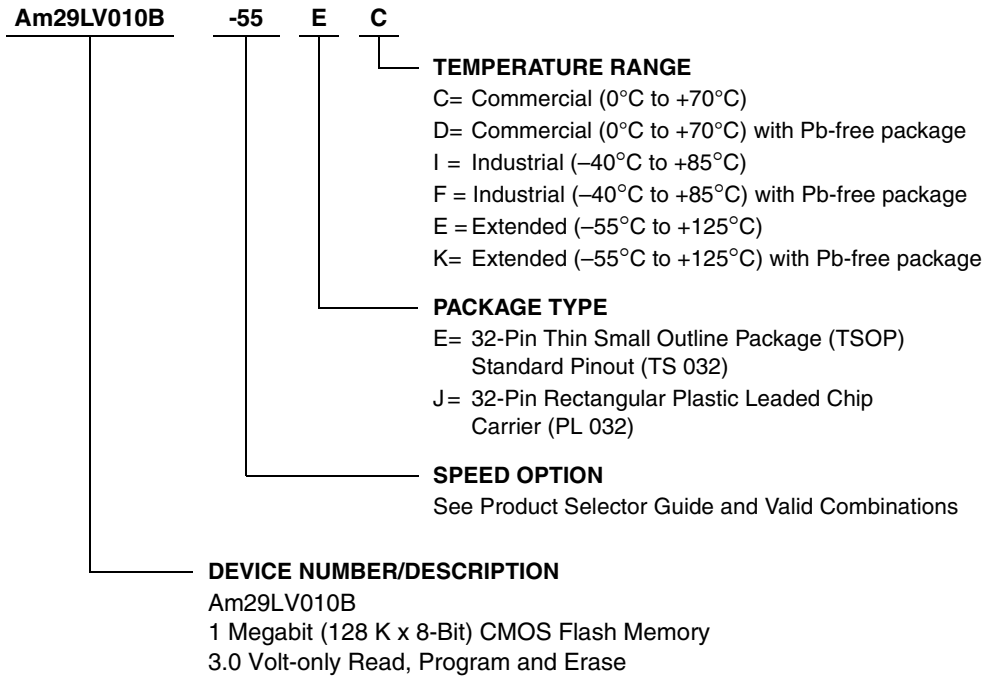 Am29LV010B -55 E C
TEMPERATURE RANGE
C= Commercial (0°C to +70°C)
D= Commercial (0°C to +70°C) with Pb-free package
I = Industrial (–40°C to +85°C)
F = Industrial (–40°C to +85°C) with Pb-free package
E = Extended (–55°C to +125°C)
K= Extended (–55°C to +125°C) with Pb-free package
PACKAGE TYPE
E= 32-Pin Thin Small Outline Package (TSOP)
Standard Pinout (TS 032)
J= 32-Pin Rectangular Plastic Leaded Chip
Carrier (PL 032)
SPEED OPTION
See Product Selector Guide and Valid Combinations
DEVICE NUMBER/DESCRIPTION
Am29LV010B
1 Megabit (128 K x 8-Bit) CMOS Flash Memory
3.0 Volt-only Read, Program and Erase